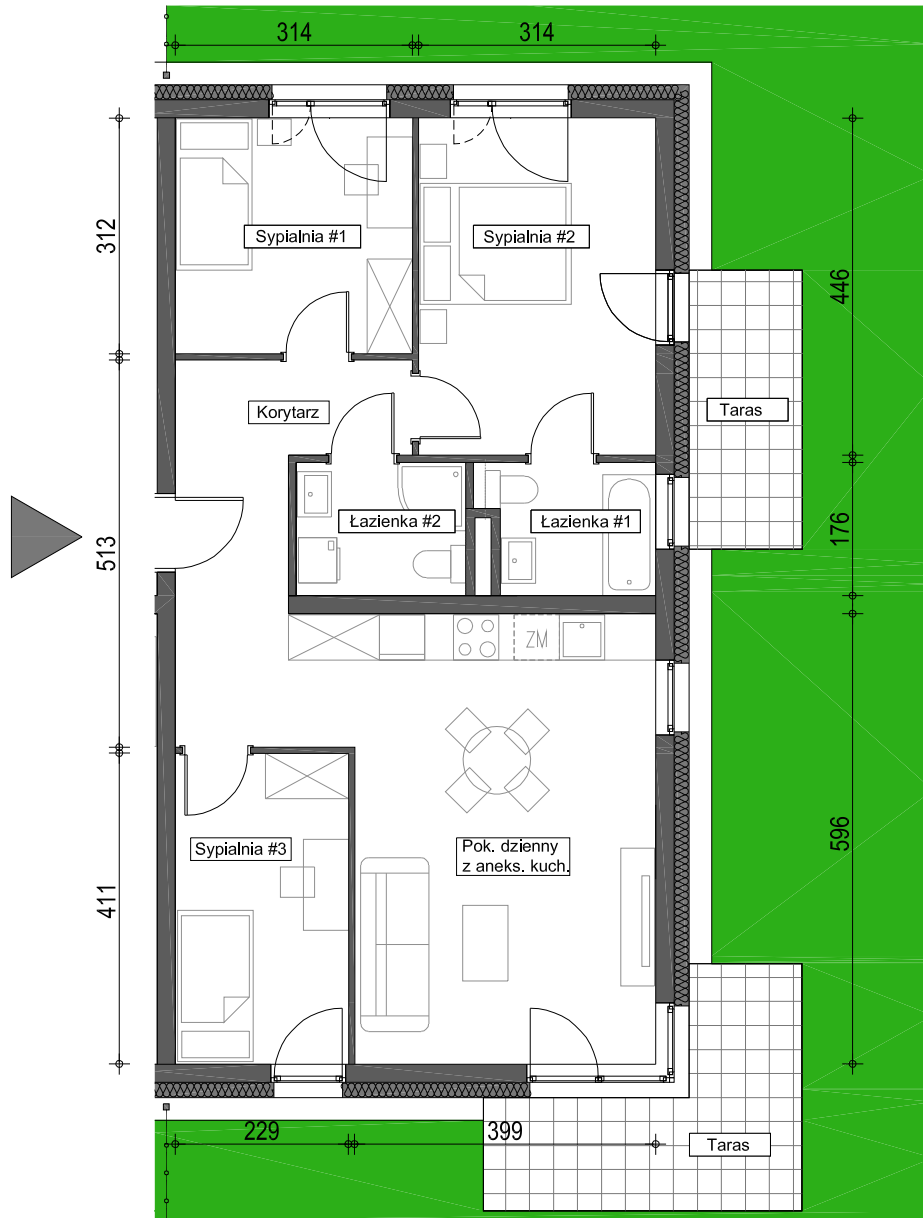 314
314
312
Sypialnia #1
Sypialnia #2
446
Korytarz
Taras
513
Łazienka #2
Łazienka #1
176
ZM
Sypialnia #3
Pok. dzienny
z aneks. kuch.
596
411
229
399
Taras